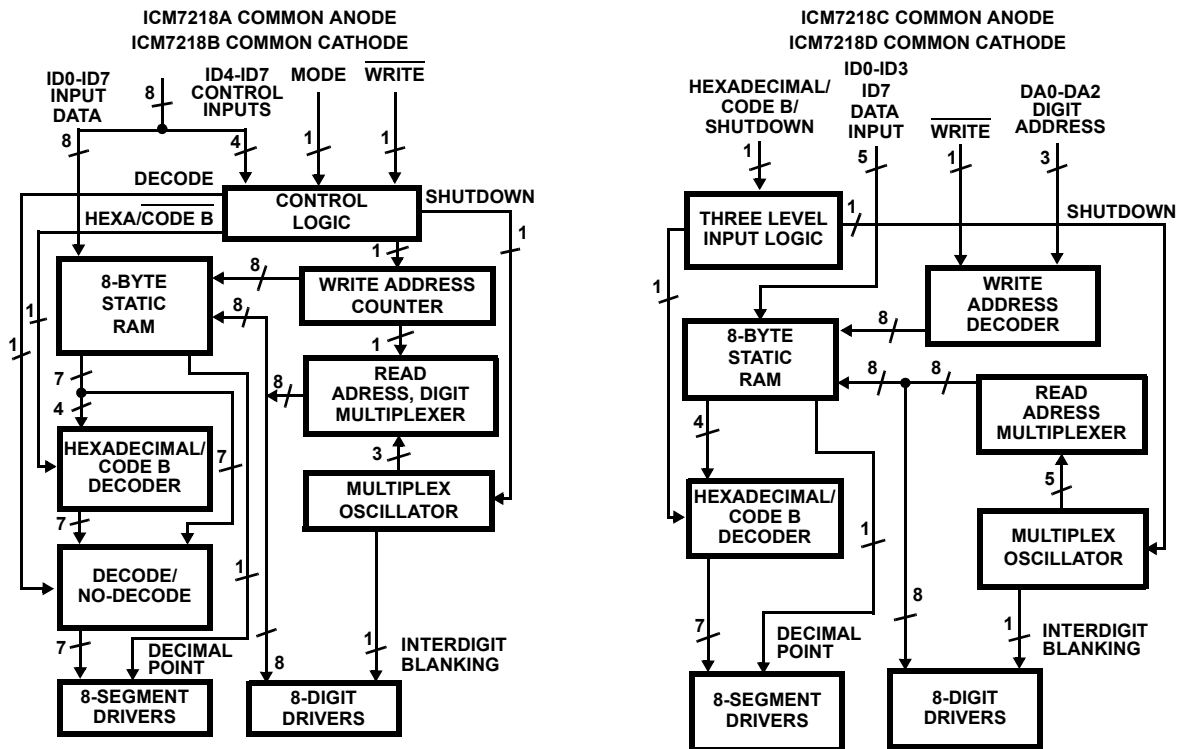 ICM7218A COMMON ANODE
ICM7218B COMMON CATHODE
ID0-ID7
INPUT
DATA
8
ID4-ID7
CONTROL
INPUTS
MODE
WRITE
8
4
1
1
DECODE
HEXA/CODE B
CONTROL
LOGIC
SHUTDOWN
1
1
8-BYTE
STATIC
RAM
8
WRITE ADDRESS
COUNTER
8
1
1
1
7
4
8
READ
ADRESS, DIGIT
MULTIPLEXER
HEXADECIMAL/
CODE B
DECODER
7
3
MULTIPLEX
OSCILLATOR
7
DECODE/
NO-DECODE
1
7
DECIMAL
POINT
8
1
INTERDIGIT
BLANKING
8-SEGMENT
DRIVERS
8-DIGIT
DRIVERS
ICM7218C COMMON ANODE
ICM7218D COMMON CATHODE
HEXADECIMAL/
CODE B/
SHUTDOWN
ID0-ID3
ID7
DATA
INPUT
WRITE
DA0-DA2
DIGIT
ADDRESS
1
5
1
3
THREE LEVEL
INPUT LOGIC
1
SHUTDOWN
1
WRITE
ADDRESS
DECODER
8-BYTE
STATIC
RAM
8
8
8
READ
ADRESS
MULTIPLEXER
4
5
HEXADECIMAL/
CODE B
DECODER
1
MULTIPLEX
OSCILLATOR
8
7
DECIMAL
POINT
1
INTERDIGIT
BLANKING
8-SEGMENT
DRIVERS
8-DIGIT
DRIVERS